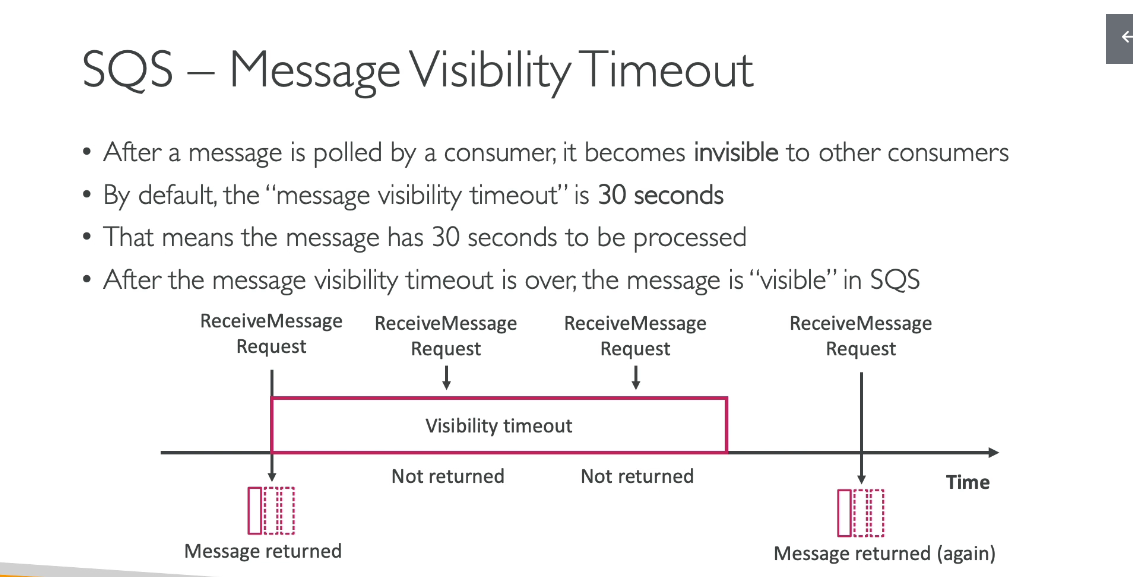 SQS – Message Visibility Timeout
• After a message is polled by a consumer, it becomes invisible to other consumers
• By default, the “message visibility timeout” is 30 seconds
• That means the message has 30 seconds to be processed
• After the message visibility timeout is over, the message is “visible” in SQS
ReceiveMessage
Request
ReceiveMessage
Request
ReceiveMessage
Request
ReceiveMessage
Request
Visibility timeout
Not returned
Not returned
Time
Message returned
Message returned (again)